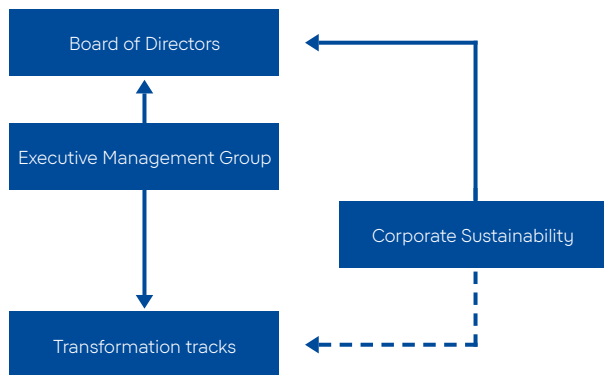 Board of Directors
Executive Management Group
Corporate Sustainability
Transformation tracks